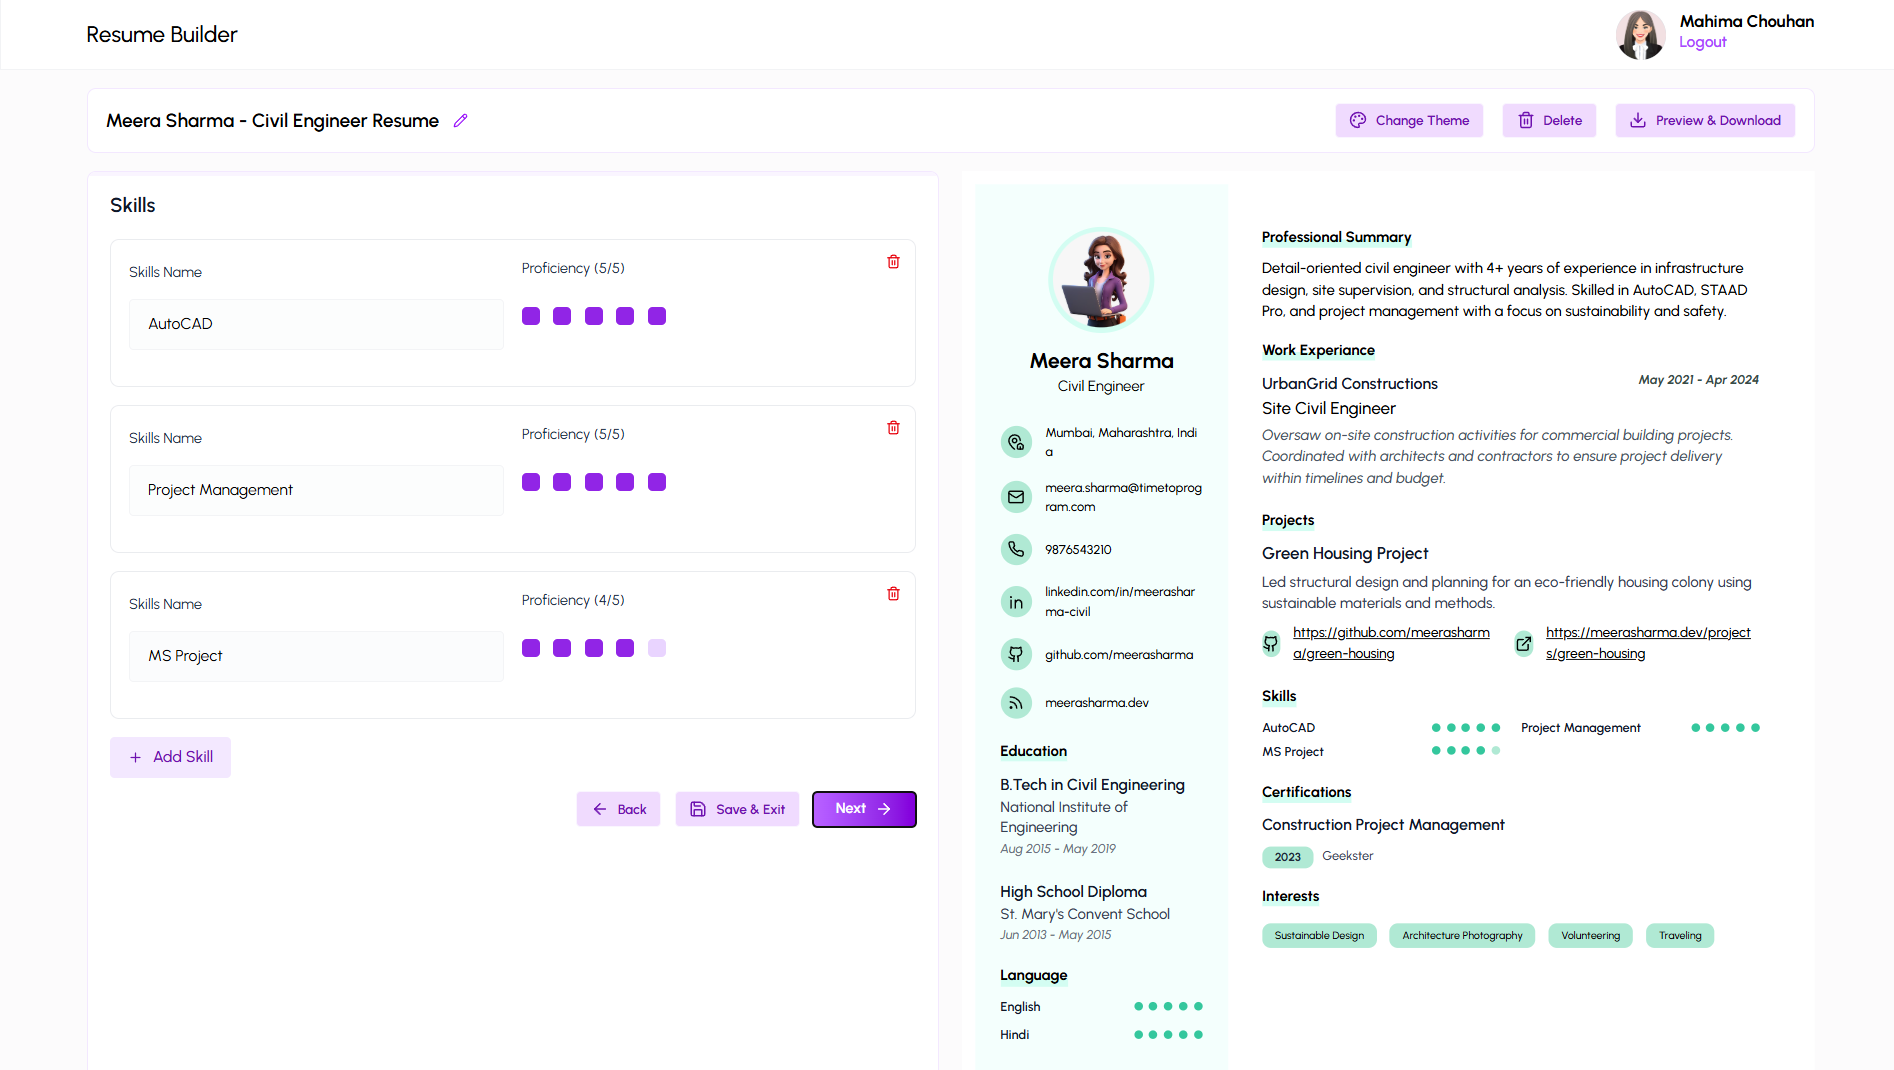 Resume Builder
Mahima Chouhan
Logout
Meera Sharma - Civil Engineer Resume
Change Theme
Delete
Preview & Download
Skills
Skills Name
Proficiency (5/5)
AutoCAD
Skills Name
Proficiency (5/5)
Project Management
Skills Name
Proficiency (4/5)
MS Project
+ Add Skill
Back
Save & Exit
Next
Meera Sharma
Civil Engineer
Mumbai, Maharashtra, Indi
a
meera.sharma@timetoprog
ram.com
9876543210
linkedin.com/in/meerashar
ma-civil
github.com/meerasharma
meerasharma.dev
Education
B.Tech in Civil Engineering
National Institute of
Engineering
Aug 2015 - May 2019
High School Diploma
St. Mary's Convent School
Jun 2013 - May 2015
Language
English
Hindi
Professional Summary
Detail-oriented civil engineer with 4+ years of experience in infrastructure
design, site supervision, and structural analysis. Skilled in AutoCAD, STAAD
Pro, and project management with a focus on sustainability and safety.
Work Experiance
UrbanGrid Constructions
May 2021 - Apr 2024
Site Civil Engineer
Oversaw on-site construction activities for commercial building projects.
Coordinated with architects and contractors to ensure project delivery
within timelines and budget.
Projects
Green Housing Project
Led structural design and planning for an eco-friendly housing colony using
sustainable materials and methods.
https://github.com/meerasharm
a/green-housing
https://meerasharma.dev/project
s/green-housing
Skills
AutoCAD
Project Management
MS Project
Certifications
Construction Project Management
2023
Geekster
Interests
Sustainable Design
Architecture Photography
Volunteering
Traveling